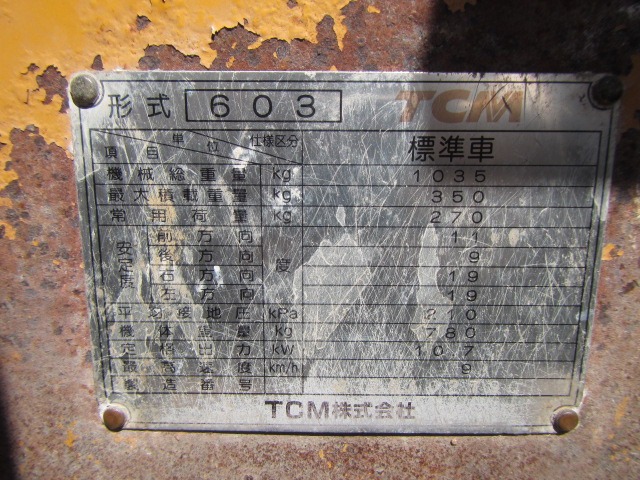 形式 603 TCM
単位 仕様区分
項目 標準車
機械総重量 kg 1035
最大積載重量 kg 350
常用荷重 kg 270
安定度 前方向 度 11
後方向 9
右方向 19
左方向 19
平均接地圧 kPa 210
機体重量 kg 780
定格出力 kW 10.7
最高速度 km/h 9
製造番号
TCM株式会社